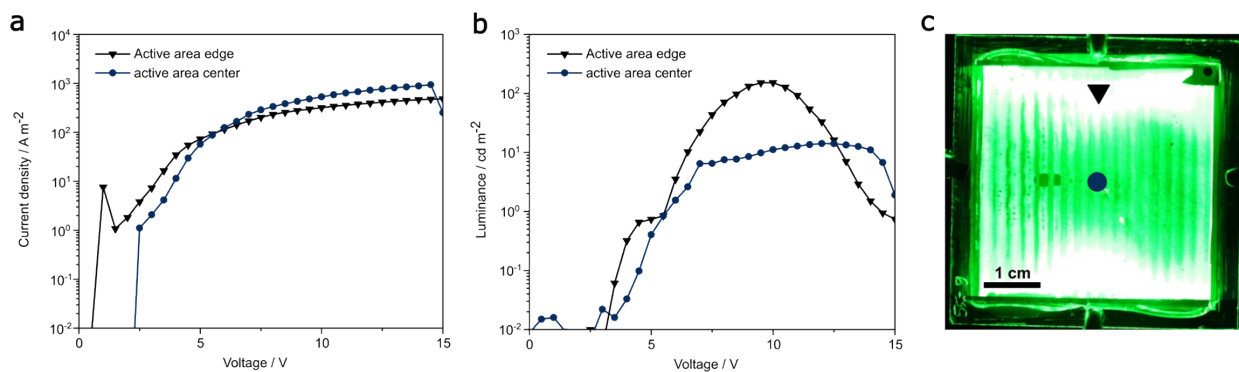 a
10^4
10^3
10^2
10^1
10^0
10^-1
10^-2
Current density / A m^-2
Active area edge
active area center
0
5
10
15
Voltage / V
b
10^3
10^2
10^1
10^0
10^-1
10^-2
Luminance / cd m^-2
Active area edge
active area center
0
5
10
15
Voltage / V
c
1 cm